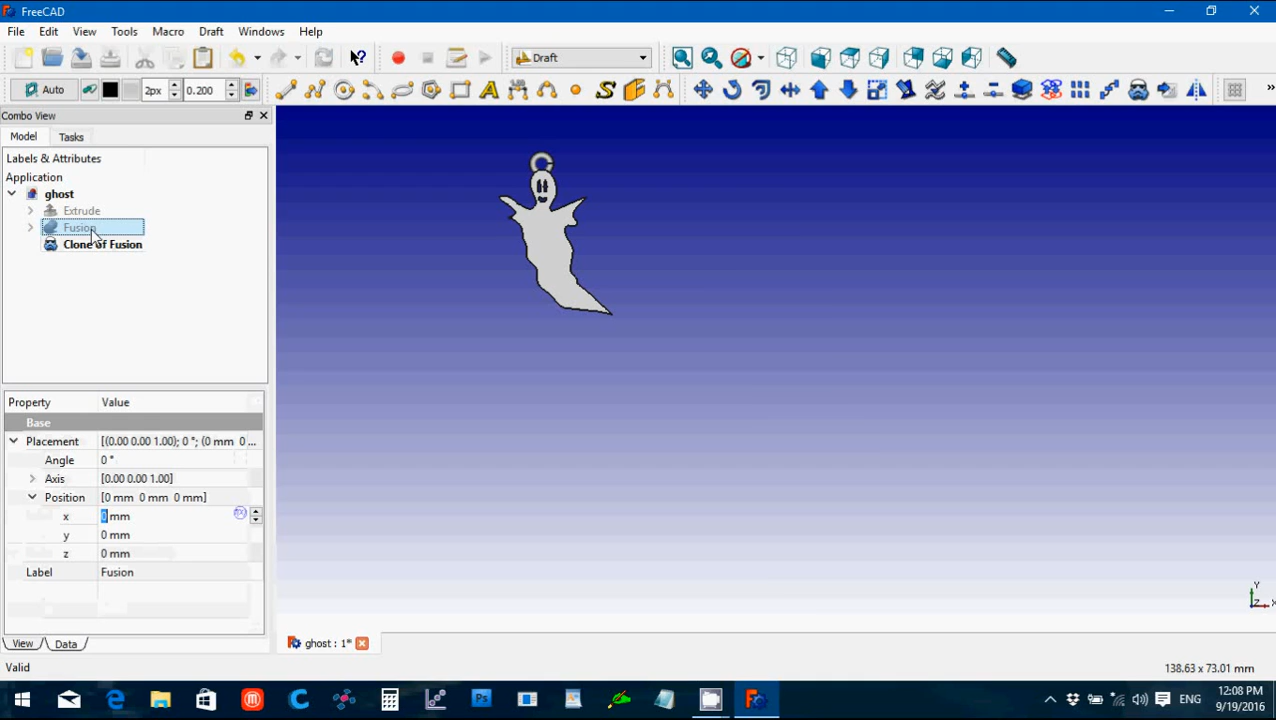 FreeCAD
File Edit View Tools Macro Draft Windows Help
Draft
Auto 2px 0.200 »
Combo View
Model Tasks
Labels & Attributes
Application
ghost
Extrude
Fusion
Clone of Fusion
Property Value
Base
Placement [(0.00 0.00 1.00); 0 °; (0 mm 0 ...
Angle 0 °
Axis [0.00 0.00 1.00]
Position [0 mm 0 mm 0 mm]
x 0 mm
y 0 mm
z 0 mm
Label Fusion
Y
Z X
View Data
ghost : 1*
Valid 138.63 x 73.01 mm
ENG 12:08 PM
9/19/2016